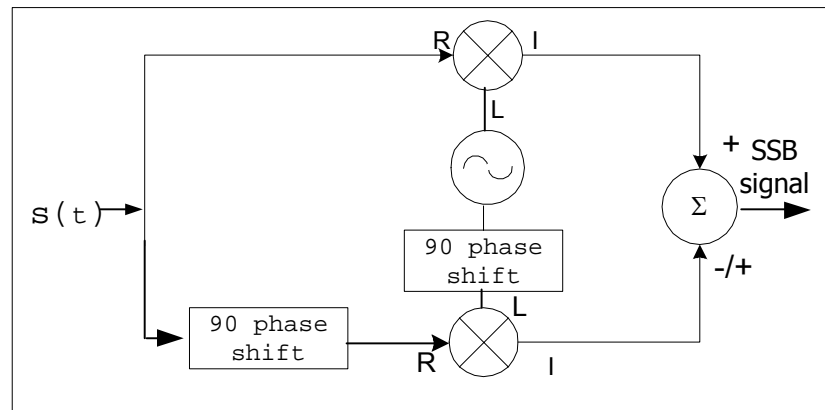 R
I
L
+
SSB
signal
s(t)
Σ
90 phase
shift
-/+
L
90 phase
shift
R
I